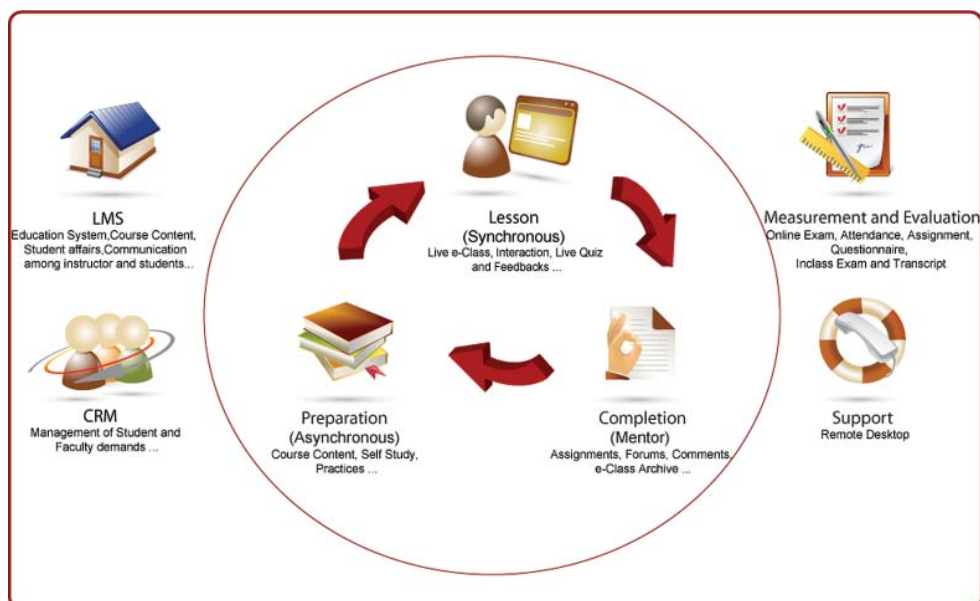 LMS
Education System,Course Content,
Student affairs,Communication
among instructor and students...
CRM
Management of Student and
Faculty demands ...
Lesson
(Synchronous)
Live e-Class, Interaction, Live Quiz
and Feedbacks ...
Preparation
(Asynchronous)
Course Content, Self Study,
Practices ...
Completion
(Mentor)
Assignments, Forums, Comments,
e-Class Archive ...
Measurement and Evaluation
Online Exam, Attendance, Assignment,
Questionnaire,
Inclass Exam and Transcript
Support
Remote Desktop